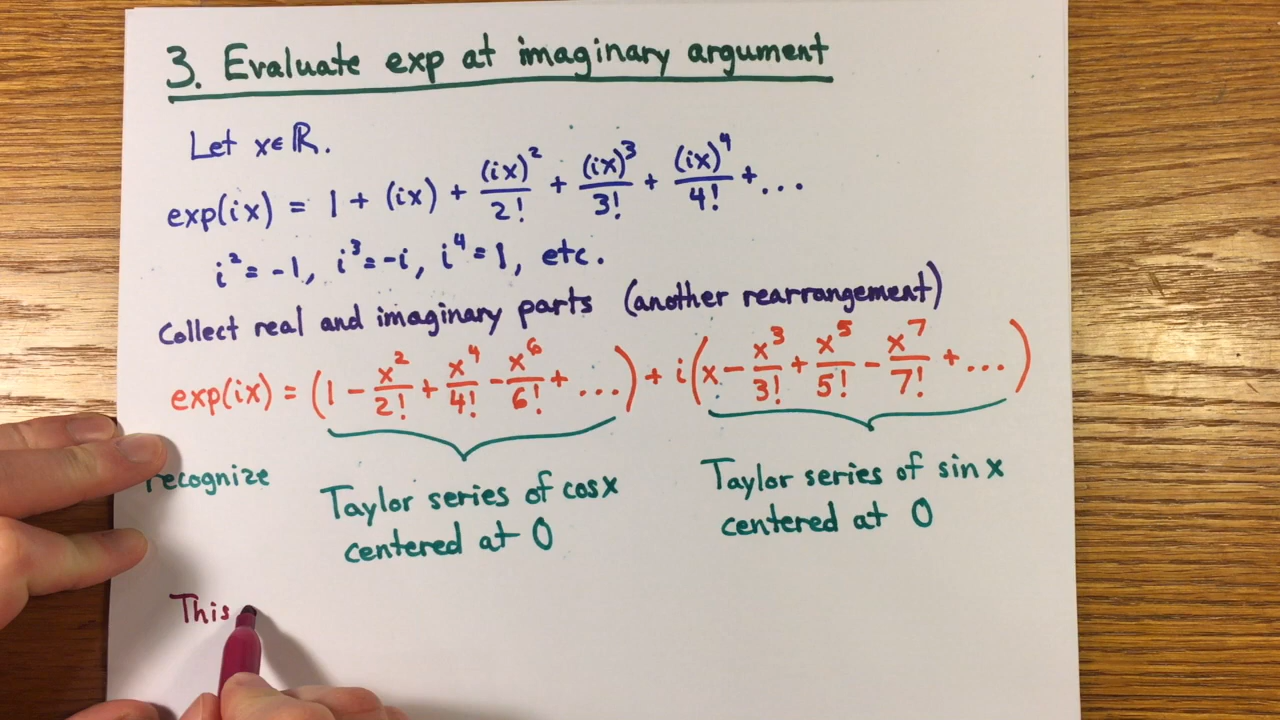 3. Evaluate exp at imaginary argument
Let x∈ℝ.
exp(ix) = 1 + (ix) + (ix)²/2! + (ix)³/3! + (ix)⁴/4! + ...
i² = -1, i³ = -i, i⁴ = 1, etc.
Collect real and imaginary parts (another rearrangement)
exp(ix) = (1 - x²/2! + x⁴/4! - x⁶/6! + ...) + i(x - x³/3! + x⁵/5! - x⁷/7! + ...)
recognize
Taylor series of cosx
centered at 0
Taylor series of sin x
centered at 0
This